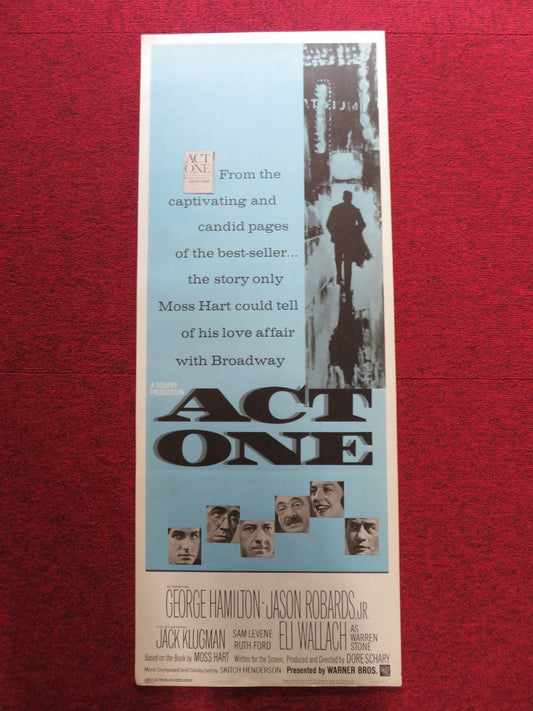 ACT
ONE
From the
captivating and
candid pages
of the best-seller...
the story only
Moss Hart could tell
of his love affair
with Broadway
A SCHARY
PRODUCTION
ACT
ONE
GEORGE HAMILTON · JASON ROBARDS, JR.
JACK KLUGMAN SAM LEVENE RUTH FORD ELI WALLACH AS WARREN STONE
Based on the Book by MOSS HART Written for the Screen, Produced and Directed by DORE SCHARY
Music Composed and Conducted by SKITCH HENDERSON Presented by WARNER BROS.